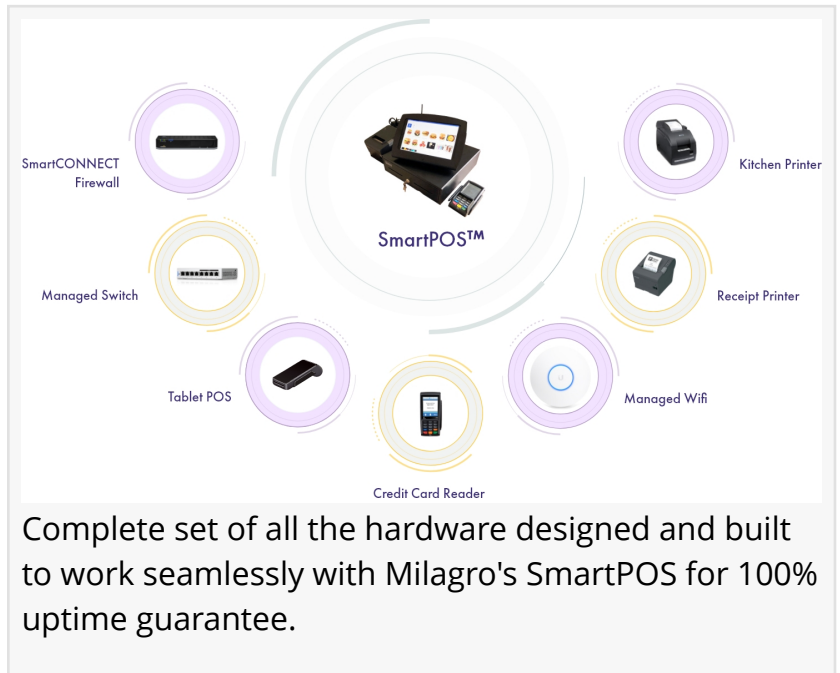 SmartPOS™
SmartCONNECT
Firewall
Managed Switch
Tablet POS
Credit Card Reader
Managed Wifi
Receipt Printer
Kitchen Printer
Complete set of all the hardware designed and built
to work seamlessly with Milagro's SmartPOS for 100%
uptime guarantee.